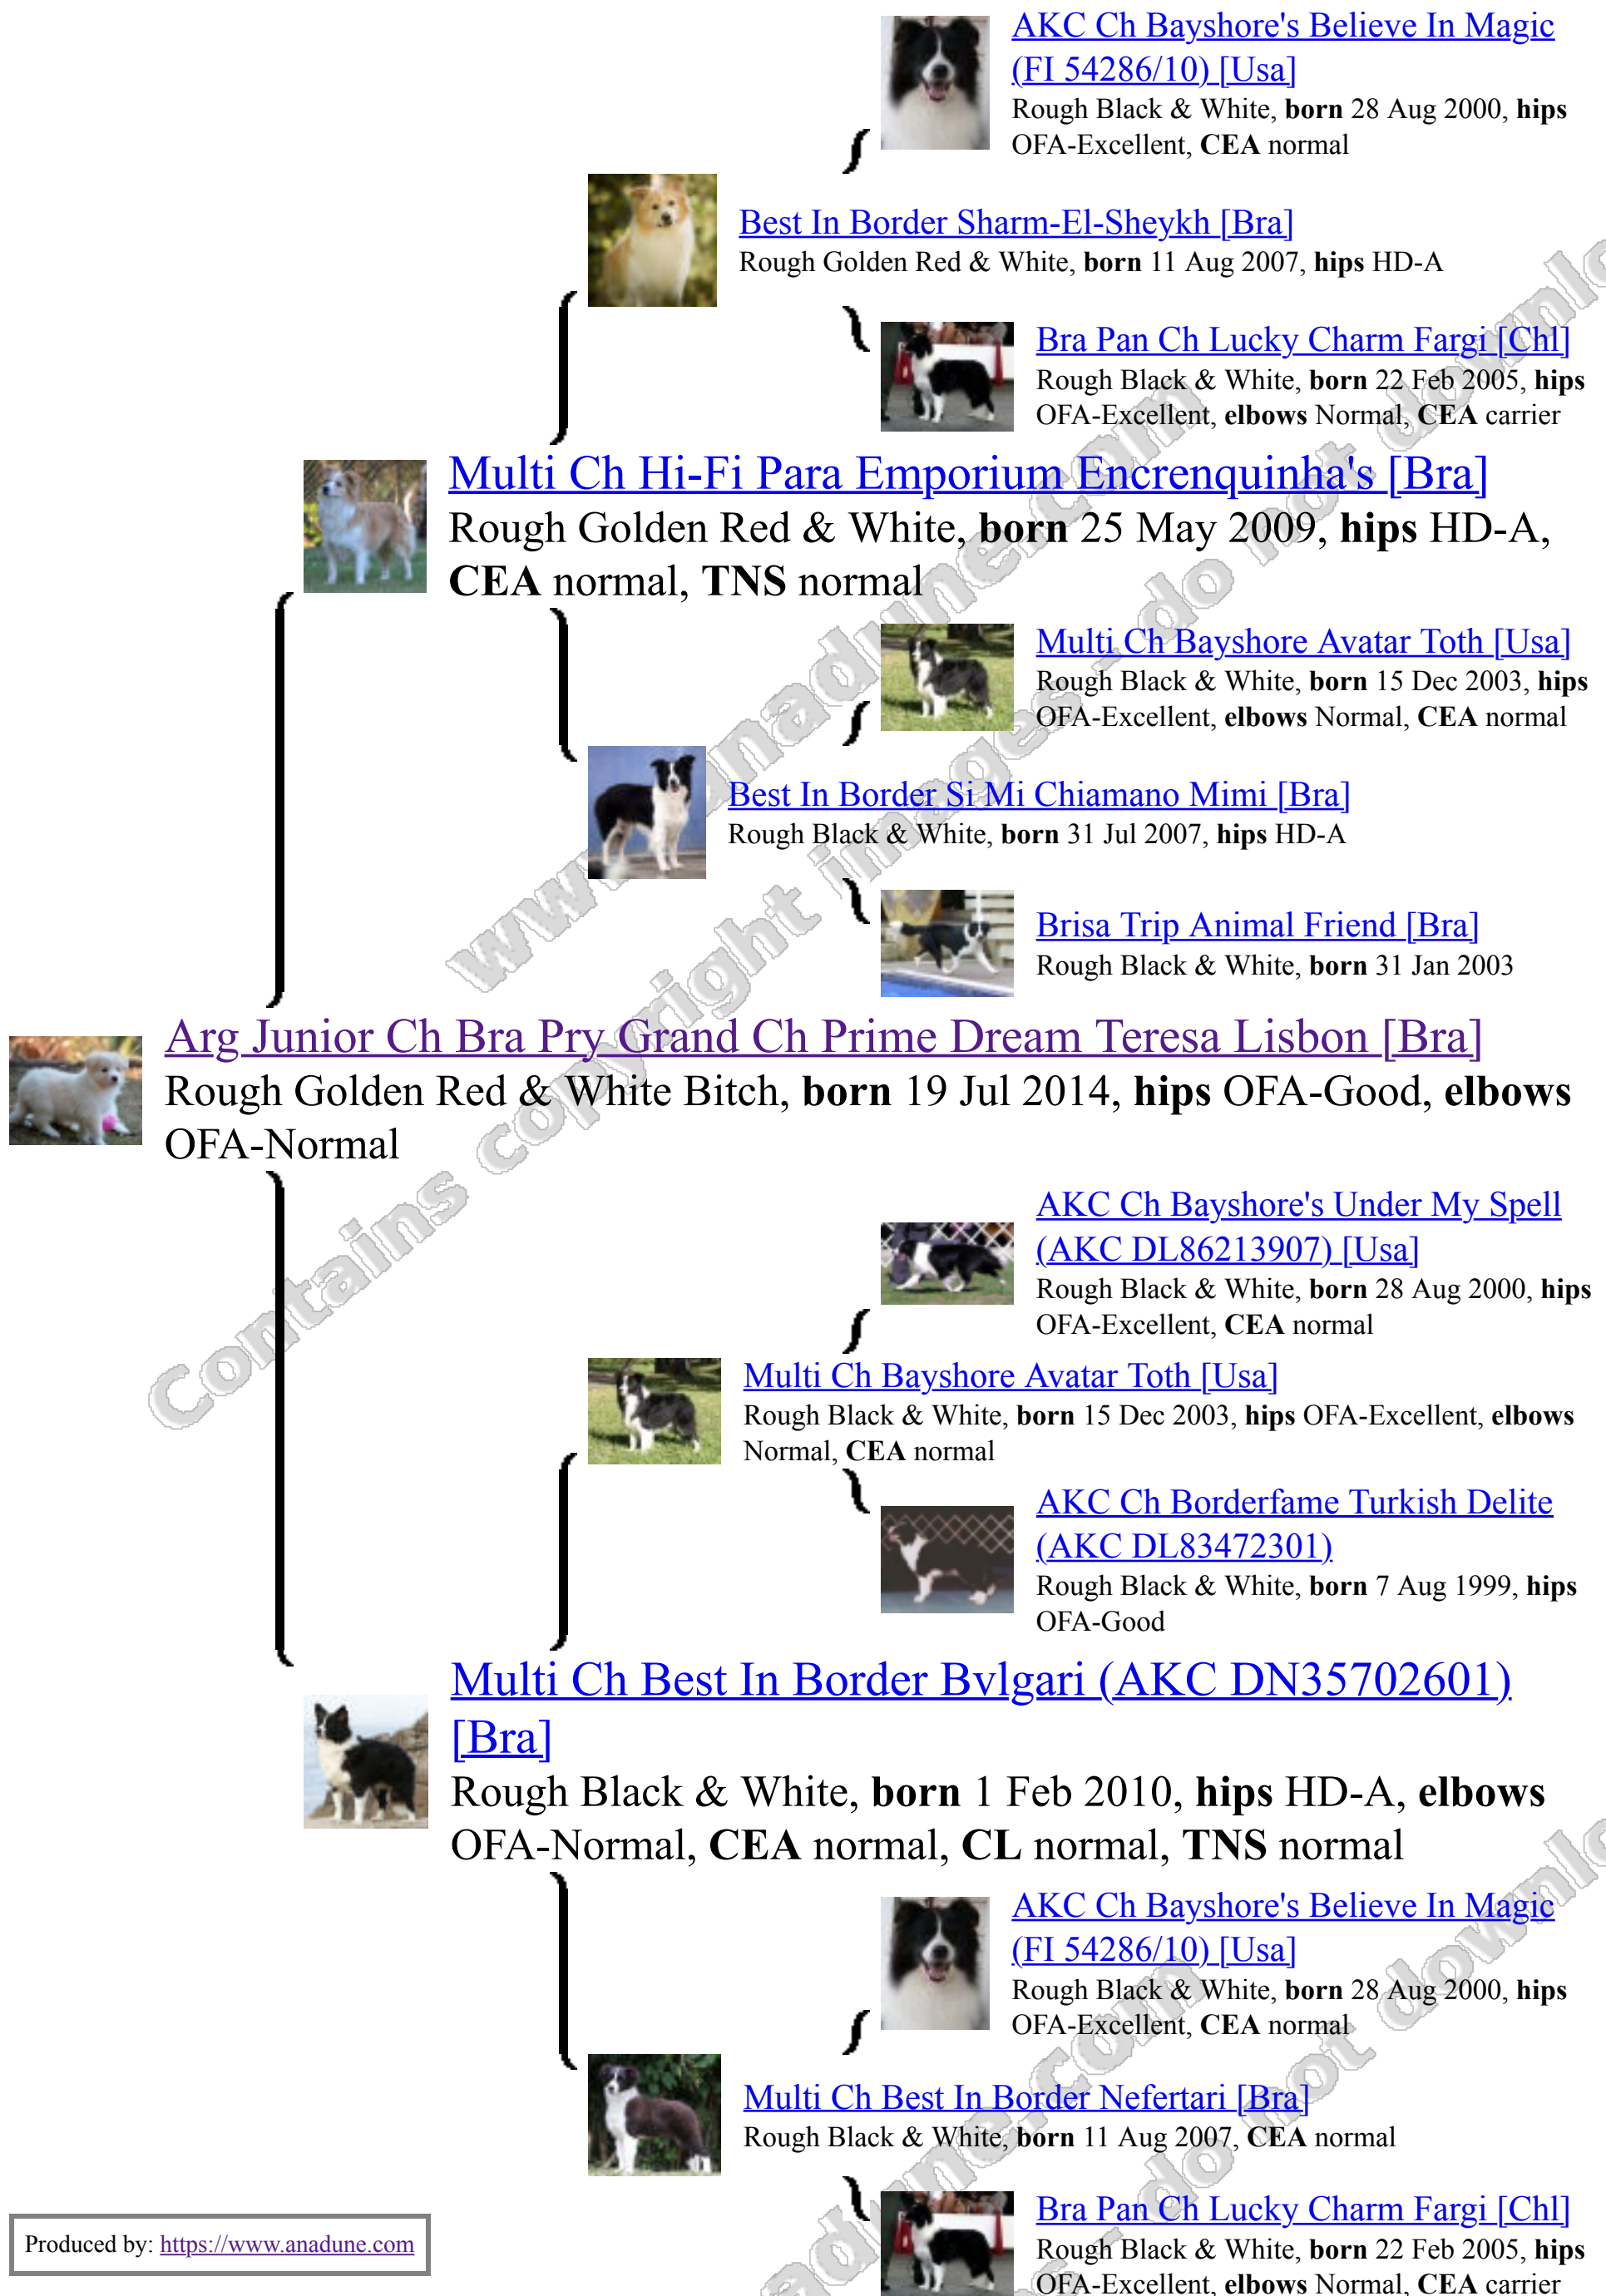 AKC Ch Bayshore's Believe In Magic
(FI 54286/10) [Usa]
Rough Black & White, born 28 Aug 2000, hips
OFA-Excellent, CEA normal
Best In Border Sharm-El-Sheykh [Bra]
Rough Golden Red & White, born 11 Aug 2007, hips HD-A
Bra Pan Ch Lucky Charm Fargi [Chl]
Rough Black & White, born 22 Feb 2005, hips
OFA-Excellent, elbows Normal, CEA carrier
Multi Ch Hi-Fi Para Emporium Encrenquinha's [Bra]
Rough Golden Red & White, born 25 May 2009, hips HD-A,
CEA normal, TNS normal
Multi Ch Bayshore Avatar Toth [Usa]
Rough Black & White, born 15 Dec 2003, hips
OFA-Excellent, elbows Normal, CEA normal
Best In Border Si Mi Chiamano Mimi [Bra]
Rough Black & White, born 31 Jul 2007, hips HD-A
Brisa Trip Animal Friend [Bra]
Rough Black & White, born 31 Jan 2003
Arg Junior Ch Bra Pry Grand Ch Prime Dream Teresa Lisbon [Bra]
Rough Golden Red & White Bitch, born 19 Jul 2014, hips OFA-Good, elbows
OFA-Normal
AKC Ch Bayshore's Under My Spell
(AKC DL86213907) [Usa]
Rough Black & White, born 28 Aug 2000, hips
OFA-Excellent, CEA normal
Multi Ch Bayshore Avatar Toth [Usa]
Rough Black & White, born 15 Dec 2003, hips OFA-Excellent, elbows
Normal, CEA normal
AKC Ch Borderfame Turkish Delite
(AKC DL83472301)
Rough Black & White, born 7 Aug 1999, hips
OFA-Good
Multi Ch Best In Border Bvlgari (AKC DN35702601)
[Bra]
Rough Black & White, born 1 Feb 2010, hips HD-A, elbows
OFA-Normal, CEA normal, CL normal, TNS normal
AKC Ch Bayshore's Believe In Magic
(FI 54286/10) [Usa]
Rough Black & White, born 28 Aug 2000, hips
OFA-Excellent, CEA normal
Multi Ch Best In Border Nefertari [Bra]
Rough Black & White, born 11 Aug 2007, CEA normal
Bra Pan Ch Lucky Charm Fargi [Chl]
Rough Black & White, born 22 Feb 2005, hips
OFA-Excellent, elbows Normal, CEA carrier
Produced by: https://www.anadune.com
www.anadune.com
Contains copyright images - do not